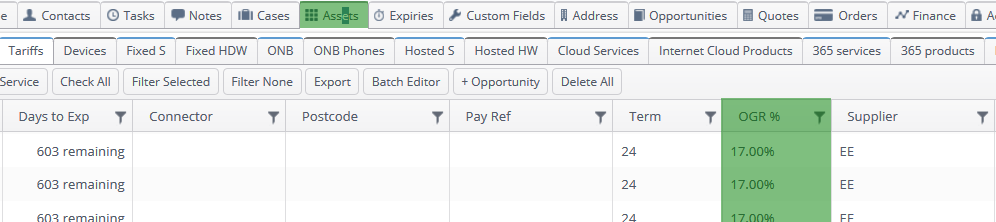 Contacts Tasks Notes Cases Assets Expiries Custom Fields Address Opportunities Quotes Orders Finance
Tariffs Devices Fixed S Fixed HDW ONB ONB Phones Hosted S Hosted HW Cloud Services Internet Cloud Products 365 services 365 products
Service Check All Filter Selected Filter None Export Batch Editor + Opportunity Delete All
Days to Exp Connector Postcode Pay Ref Term OGR % Supplier
603 remaining 24 17.00% EE
603 remaining 24 17.00% EE
603 remaining 24 17.00% EE